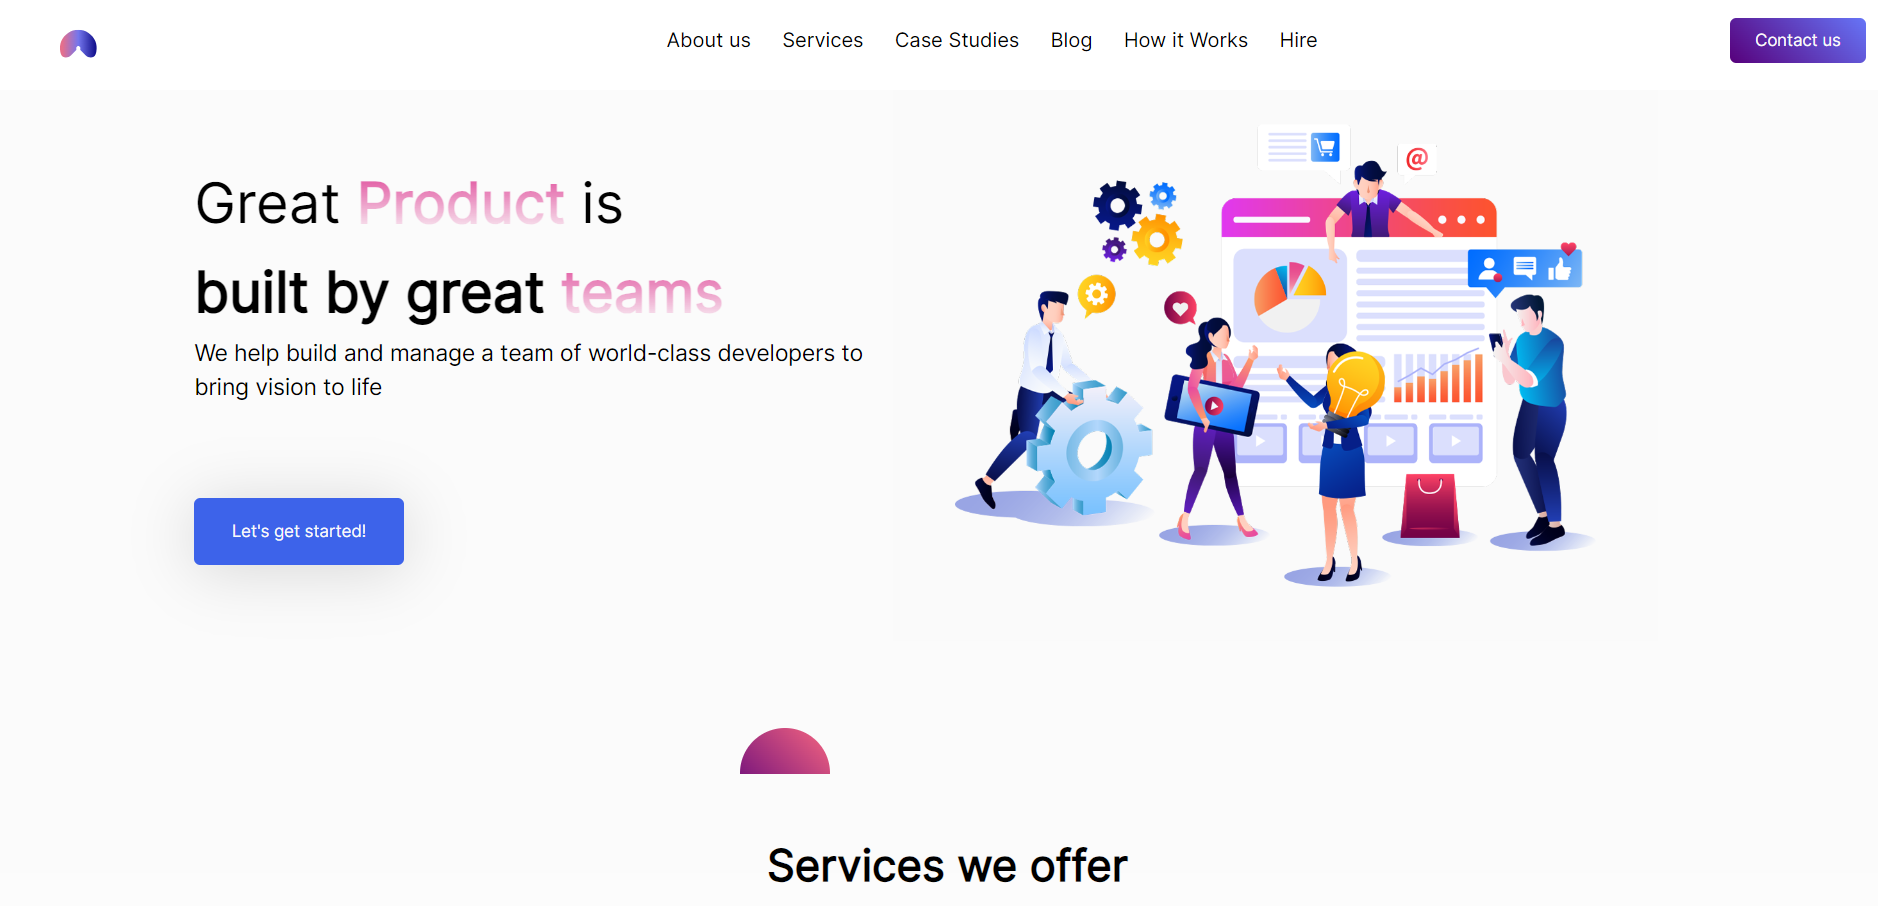 About us Services Case Studies Blog How it Works Hire Contact us
Great Product is
built by great teams
We help build and manage a team of world-class developers to
bring vision to life
@
Let's get started!
Services we offer